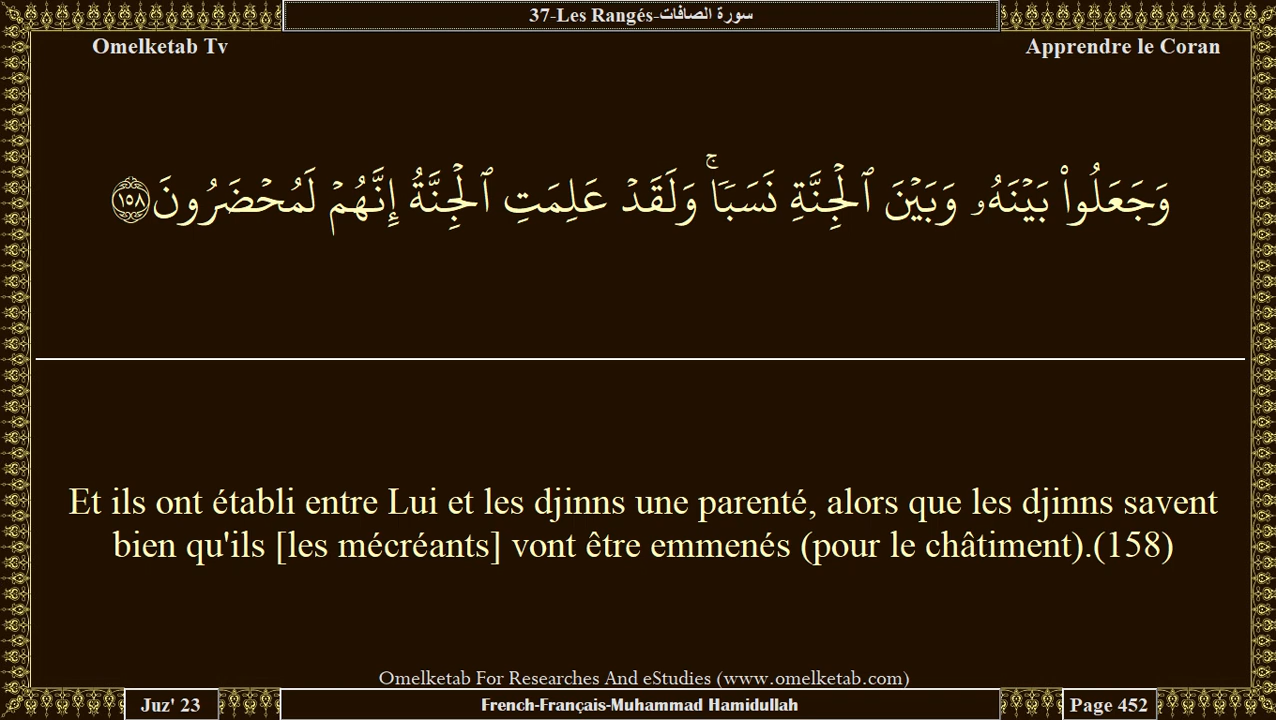 37-Les Rangés-سورة الصافات
Omelketab Tv
Apprendre le Coran
وَجَعَلُوا۟ بَيْنَهُۥ وَبَيْنَ ٱلْجِنَّةِ نَسَبًۭا ۚ وَلَقَدْ عَلِمَتِ ٱلْجِنَّةُ إِنَّهُمْ لَمُحْضَرُونَ ١٥٨
Et ils ont établi entre Lui et les djinns une parenté, alors que les djinns savent
bien qu'ils [les mécréants] vont être emmenés (pour le châtiment).(158)
Omelketab For Researches And eStudies (www.omelketab.com)
Juz' 23
French-Français-Muhammad Hamidullah
Page 452